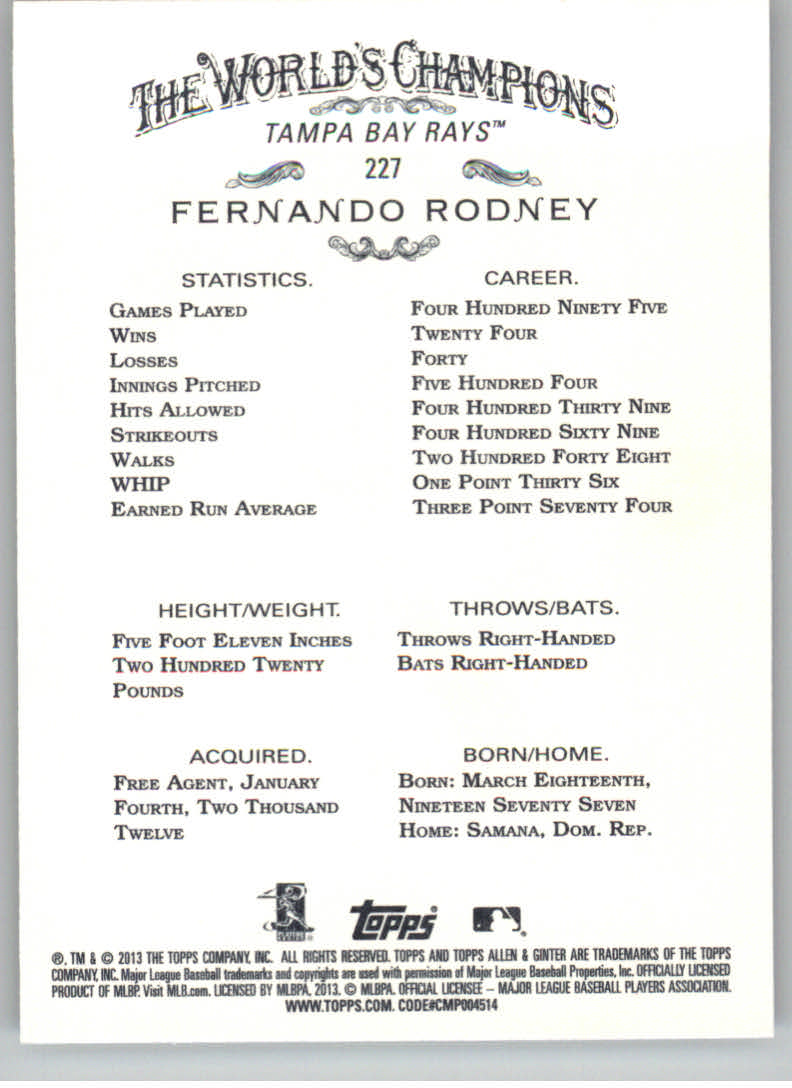 THE WORLD'S CHAMPIONS
TAMPA BAY RAYS™
227
FERNANDO RODNEY
STATISTICS. CAREER.
GAMES PLAYED FOUR HUNDRED NINETY FIVE
WINS TWENTY FOUR
LOSSES FORTY
INNINGS PITCHED FIVE HUNDRED FOUR
HITS ALLOWED FOUR HUNDRED THIRTY NINE
STRIKEOUTS FOUR HUNDRED SIXTY NINE
WALKS TWO HUNDRED FORTY EIGHT
WHIP ONE POINT THIRTY SIX
EARNED RUN AVERAGE THREE POINT SEVENTY FOUR
HEIGHT/WEIGHT.
FIVE FOOT ELEVEN INCHES
TWO HUNDRED TWENTY
POUNDS
THROWS/BATS.
THROWS RIGHT-HANDED
BATS RIGHT-HANDED
ACQUIRED.
FREE AGENT, JANUARY
FOURTH, TWO THOUSAND
TWELVE
BORN/HOME.
BORN: MARCH EIGHTEENTH,
NINETEEN SEVENTY SEVEN
HOME: SAMANA, DOM. REP.
topps
®, TM & © 2013 THE TOPPS COMPANY, INC. ALL RIGHTS RESERVED. TOPPS AND TOPPS ALLEN & GINTER ARE TRADEMARKS OF THE TOPPS
COMPANY, INC. Major League Baseball trademarks and copyrights are used with permission of Major League Baseball Properties, Inc. OFFICIALLY LICENSED
PRODUCT OF MLBP. Visit MLB.com. LICENSED BY MLBPA, 2013. © MLBPA. OFFICIAL LICENSEE – MAJOR LEAGUE BASEBALL PLAYERS ASSOCIATION.
WWW.TOPPS.COM. CODE#CMP004514